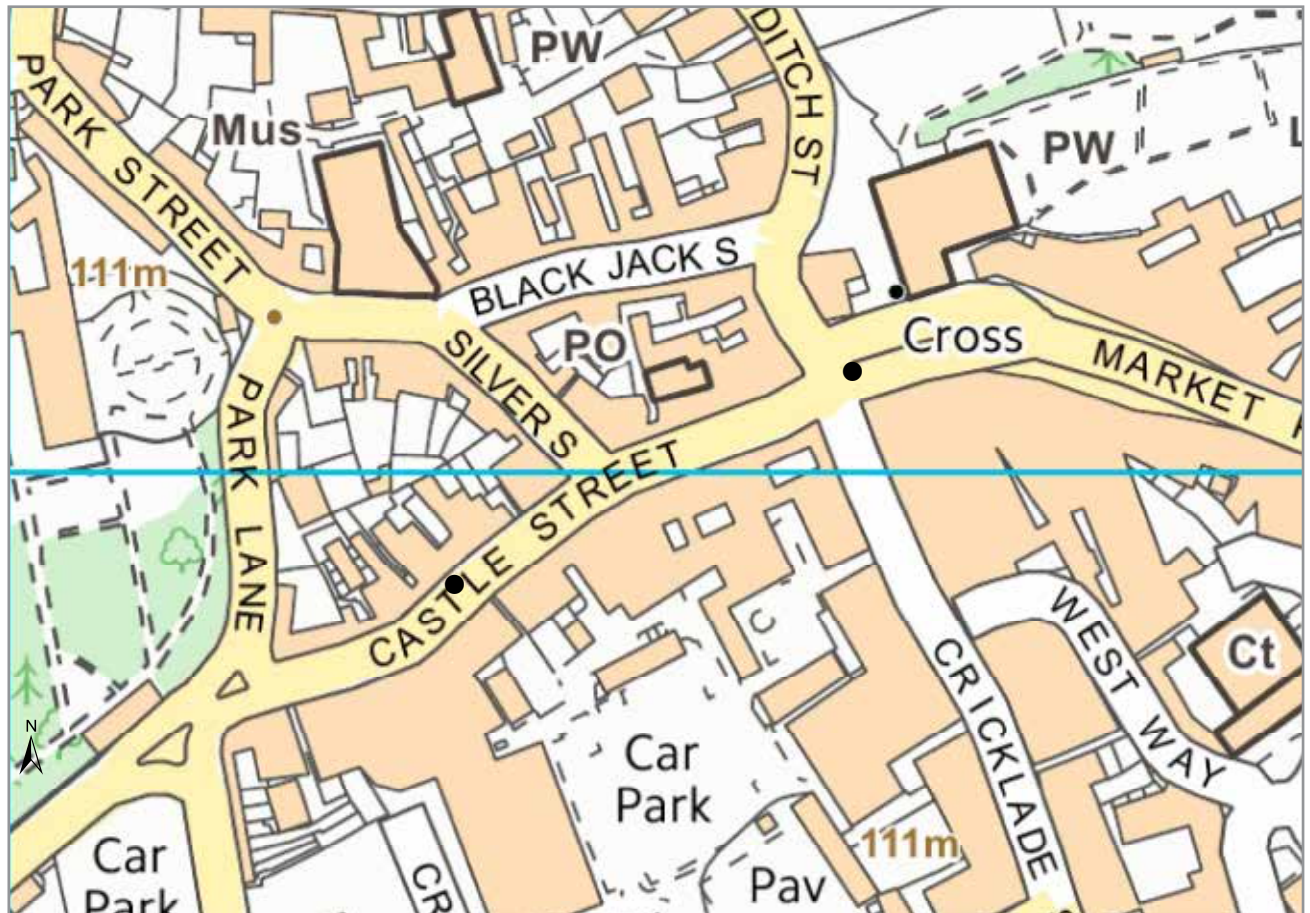 PW
DITCH ST
PARK STREET
Mus
PW
111m
BLACK JACK S
PO
SILVER S
Cross
MARKET
PARK LANE
CASTLE STREET
WEST WAY
Ct
CRICKLADE
N
Car
Park
111m
Car
Park
CR
Pav